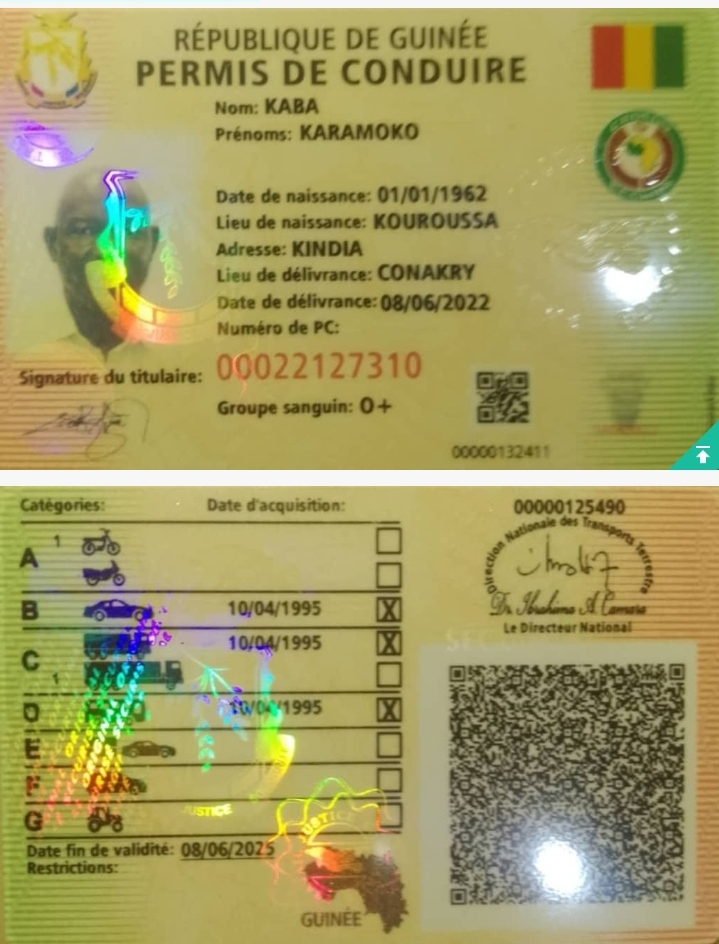 RÉPUBLIQUE DE GUINÉE
PERMIS DE CONDUIRE
Nom: KABA
Prénoms: KARAMOKO
Date de naissance: 01/01/1962
Lieu de naissance: KOUROUSSA
Adresse: KINDIA
Lieu de délivrance: CONAKRY
Date de délivrance: 08/06/2022
Numéro de PC:
00022127310
Signature du titulaire:
Groupe sanguin: O+
00000132411
Catégories: Date d'acquisition:
00000125490
Direction Nationale des Transports Terrestre
Dr. Ibrahima A. Camara
Le Directeur National
A 1
B 10/04/1995 X
C 10/04/1995 X
1
D 10/04/1995 X
E
F
G
JUSTICE
JUSTICE
Date fin de validité: 08/06/2025
Restrictions:
GUINÉE